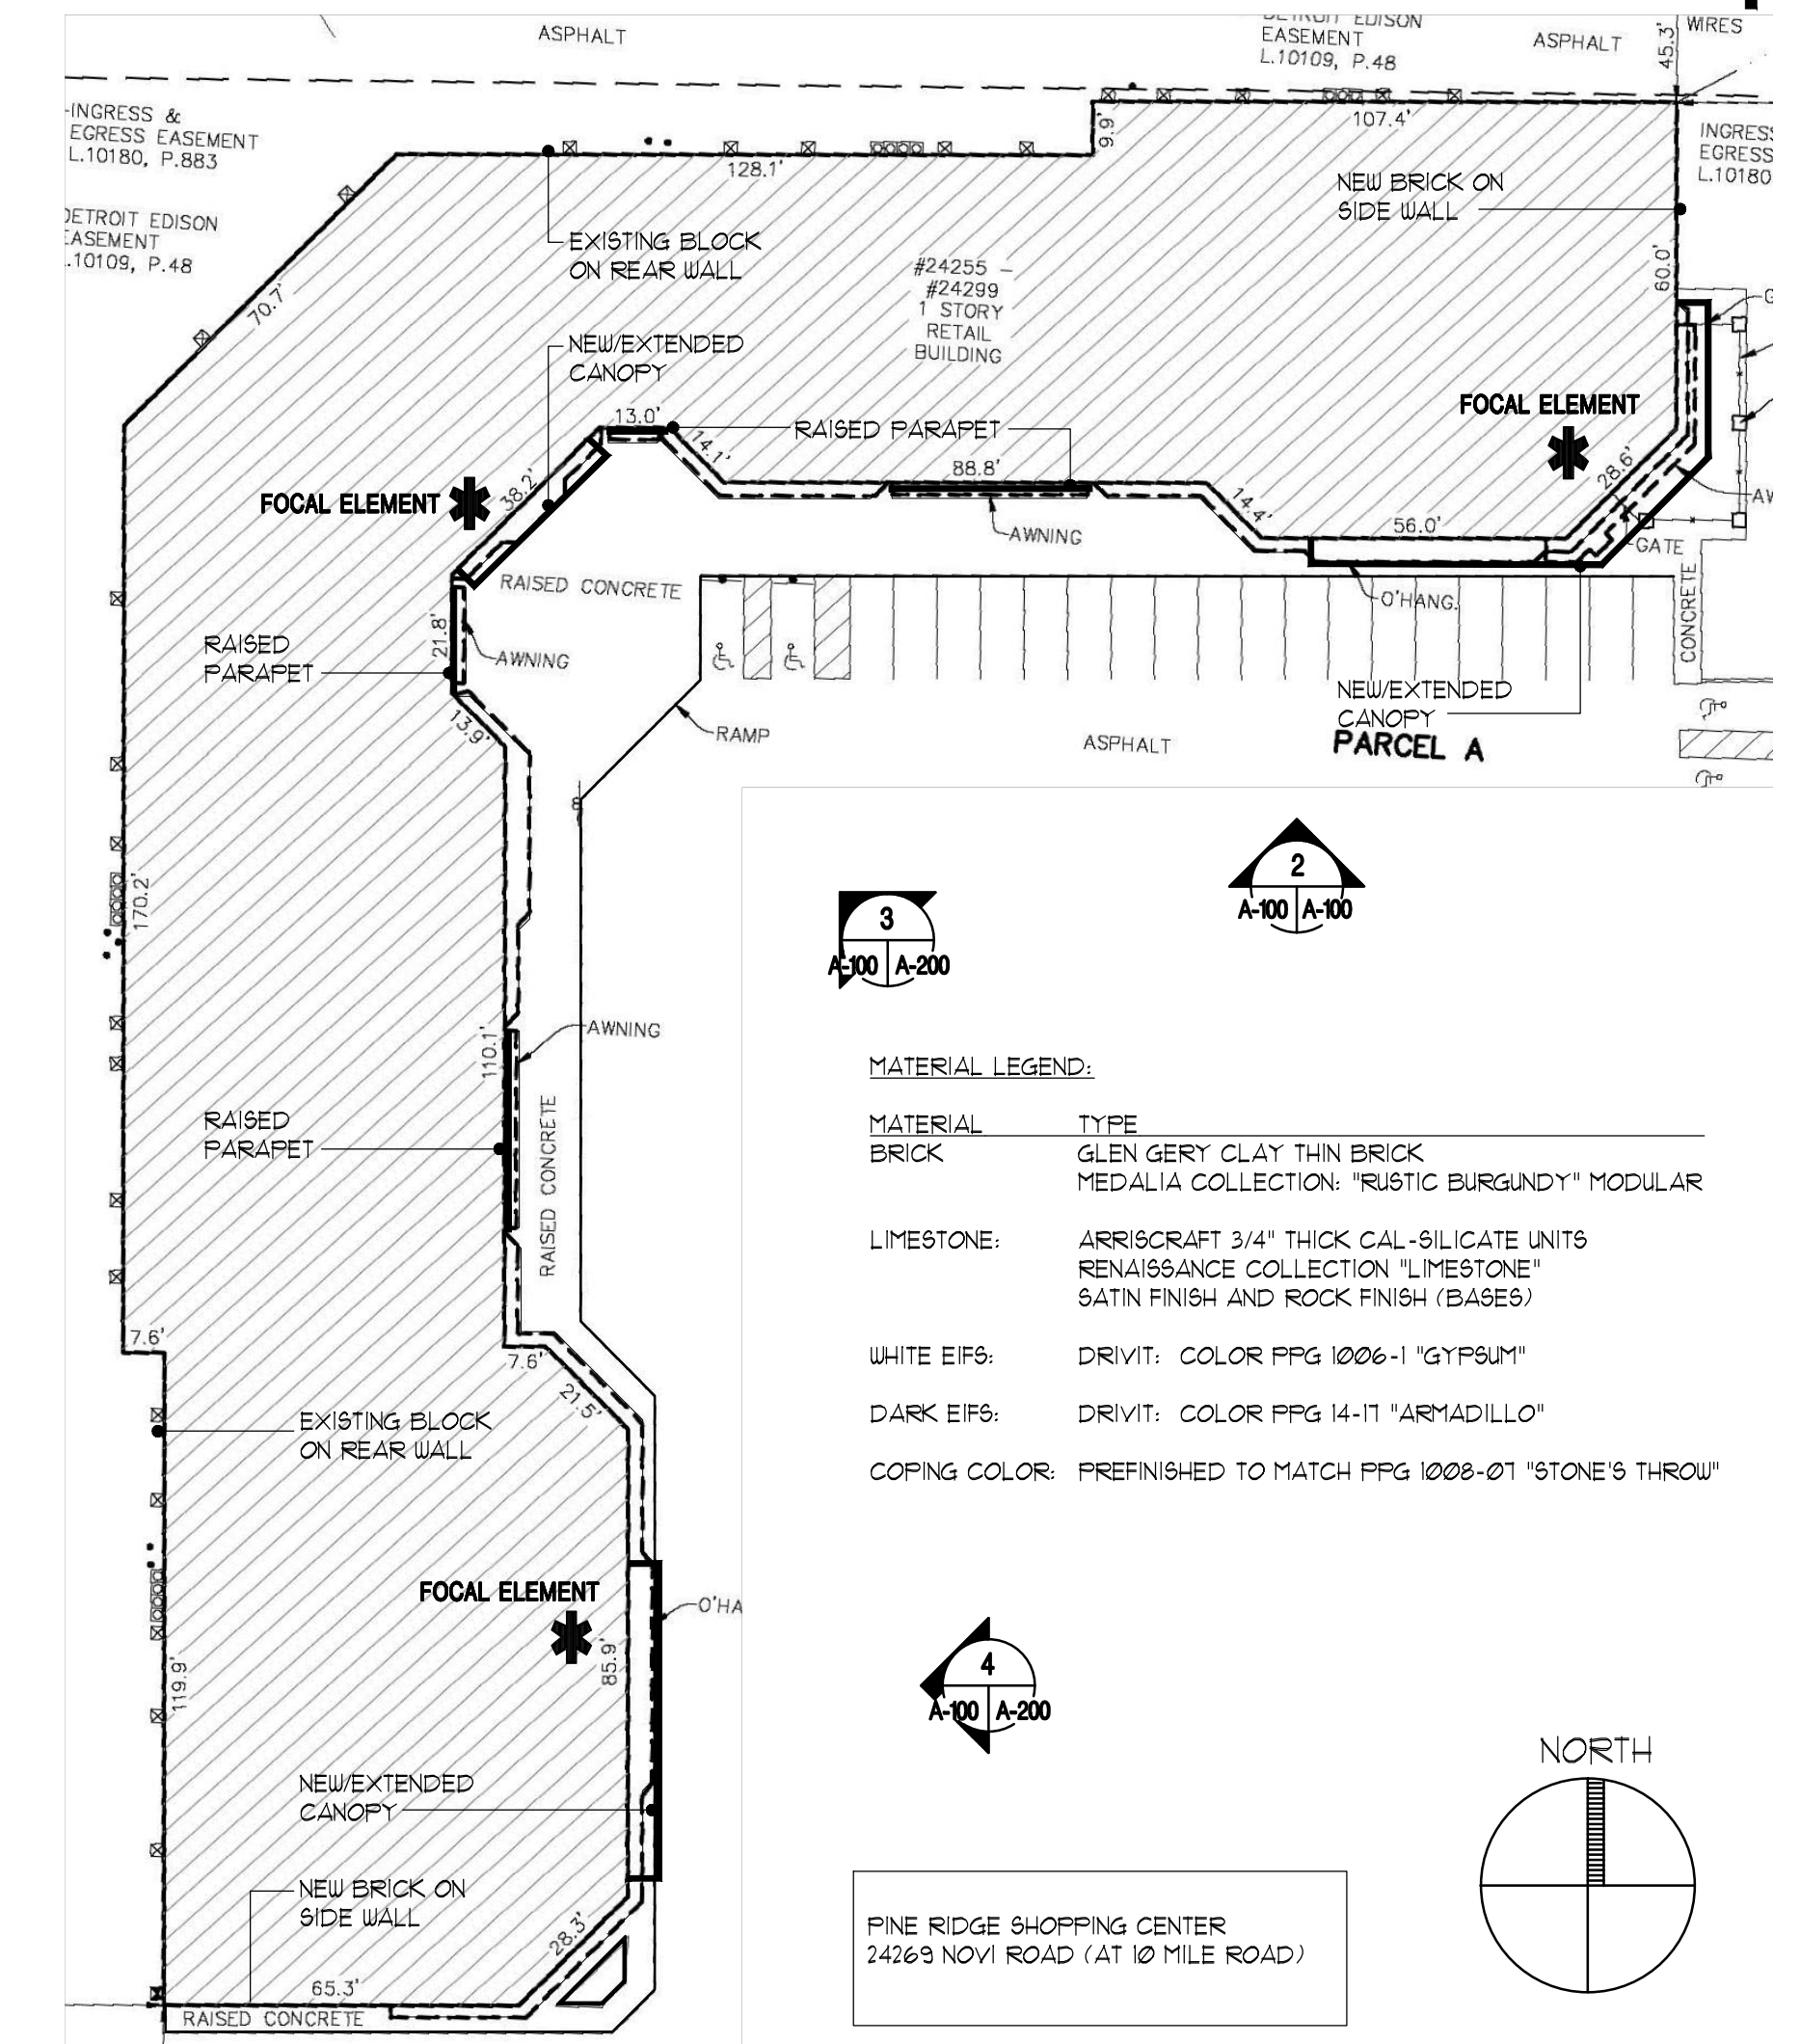 ASPHALT
DETROIT EDISON
EASEMENT
L.10109, P.48
ASPHALT
45.3'
WIRES
-INGRESS &
EGRESS EASEMENT
L.10180, P.883
9.9'
107.4'
INGRESS
EGRESS
L.10180
128.1'
NEW BRICK ON
SIDE WALL
DETROIT EDISON
EASEMENT
.10109, P.48
EXISTING BLOCK
ON REAR WALL
#24255 -
#24299
1 STORY
RETAIL
BUILDING
60.0'
70.7'
NEW/EXTENDED
CANOPY
FOCAL ELEMENT
13.0'
14.1'
RAISED PARAPET
88.8'
28.6'
38.2'
FOCAL ELEMENT
14.4'
56.0'
AWNING
AW
GATE
RAISED CONCRETE
O'HANG.
CONCRETE
21.8'
RAISED
PARAPET
AWNING
13.9'
RAMP
ASPHALT
NEW/EXTENDED
CANOPY
PARCEL A
2
A-100 A-100
3
A-100 A-200
170.2'
110.1'
AWNING
RAISED
PARAPET
RAISED CONCRETE
MATERIAL LEGEND:
MATERIAL TYPE
BRICK GLEN GERY CLAY THIN BRICK
MEDALIA COLLECTION: "RUSTIC BURGUNDY" MODULAR
LIMESTONE: ARRISCRAFT 3/4" THICK CAL-SILICATE UNITS
RENAISSANCE COLLECTION "LIMESTONE"
SATIN FINISH AND ROCK FINISH (BASES)
WHITE EIFS: DRIVIT: COLOR PPG 1006-1 "GYPSUM"
DARK EIFS: DRIVIT: COLOR PPG 14-17 "ARMADILLO"
COPING COLOR: PREFINISHED TO MATCH PPG 1008-07 "STONE'S THROW"
7.6'
7.6'
21.5'
EXISTING BLOCK
ON REAR WALL
FOCAL ELEMENT
O'HA
85.9'
119.9'
4
A-100 A-200
NEW/EXTENDED
CANOPY
NEW BRICK ON
SIDE WALL
28.3'
65.3'
RAISED CONCRETE
NORTH
PINE RIDGE SHOPPING CENTER
24269 NOVI ROAD (AT 10 MILE ROAD)